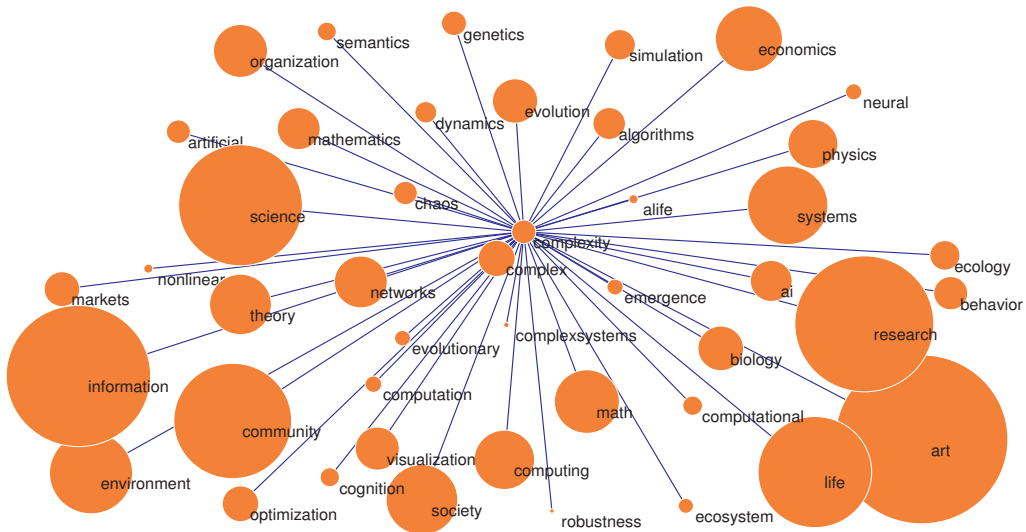 genetics
semantics
simulation
economics
organization
neural
dynamics
evolution
algorithms
artificial
mathematics
physics
chaos
alife
science
systems
complexity
complex
ecology
nonlinear
markets
theory
networks
emergence
ai
behavior
complexsystems
research
evolutionary
biology
information
computation
math
computational
community
visualization
computing
art
environment
cognition
life
optimization
society
robustness
ecosystem